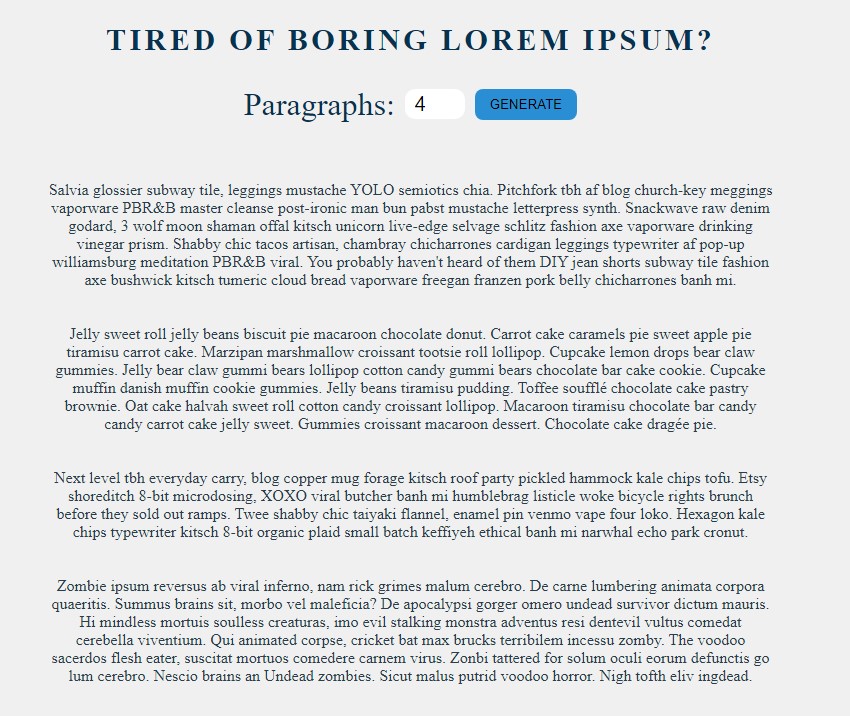 TIRED OF BORING LOREM IPSUM?
Paragraphs: 4 GENERATE
Salvia glossier subway tile, leggings mustache YOLO semiotics chia. Pitchfork tbh af blog church-key meggings
vaporware PBR&B master cleanse post-ironic man bun pabst mustache letterpress synth. Snackwave raw denim
godard, 3 wolf moon shaman offal kitsch unicorn live-edge selvage schlitz fashion axe vaporware drinking
vinegar prism. Shabby chic tacos artisan, chambray chicharrones cardigan leggings typewriter af pop-up
williamsburg meditation PBR&B viral. You probably haven't heard of them DIY jean shorts subway tile fashion
axe bushwick kitsch tumeric cloud bread vaporware freegan franzen pork belly chicharrones banh mi.
Jelly sweet roll jelly beans biscuit pie macaroon chocolate donut. Carrot cake caramels pie sweet apple pie
tiramisu carrot cake. Marzipan marshmallow croissant tootsie roll lollipop. Cupcake lemon drops bear claw
gummies. Jelly bear claw gummi bears lollipop cotton candy gummi bears chocolate bar cake cookie. Cupcake
muffin danish muffin cookie gummies. Jelly beans tiramisu pudding. Toffee soufflé chocolate cake pastry
brownie. Oat cake halvah sweet roll cotton candy croissant lollipop. Macaroon tiramisu chocolate bar candy
candy carrot cake jelly sweet. Gummies croissant macaroon dessert. Chocolate cake dragée pie.
Next level tbh everyday carry, blog copper mug forage kitsch roof party pickled hammock kale chips tofu. Etsy
shoreditch 8-bit microdosing, XOXO viral butcher banh mi humblebrag listicle woke bicycle rights brunch
before they sold out ramps. Twee shabby chic taiyaki flannel, enamel pin venmo vape four loko. Hexagon kale
chips typewriter kitsch 8-bit organic plaid small batch keffiyeh ethical banh mi narwhal echo park cronut.
Zombie ipsum reversus ab viral inferno, nam rick grimes malum cerebro. De carne lumbering animata corpora
quaeritis. Summus brains sit, morbo vel maleficia? De apocalypsi gorger omero undead survivor dictum mauris.
Hi mindless mortuis soulless creaturas, imo evil stalking monstra adventus resi dentevil vultus comedat
cerebella viventium. Qui animated corpse, cricket bat max brucks terribilem incessu zomby. The voodoo
sacerdos flesh eater, suscitat mortuos comedere carnem virus. Zonbi tattered for solum oculi eorum defunctis go
lum cerebro. Nescio brains an Undead zombies. Sicut malus putrid voodoo horror. Nigh tofth eliv ingdead.